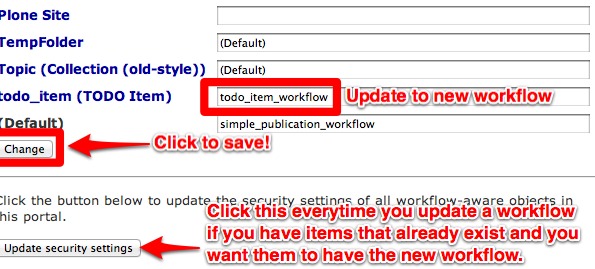 Plone Site
TempFolder (Default)
Topic (Collection (old-style)) (Default)
todo_item (TODO Item) todo_item_workflow Update to new workflow
(Default) simple_publication_workflow
Change Click to save!
Click the button below to update the security settings of all workflow-aware objects in
this portal.
Click this everytime you update a workflow
if you have items that already exist and you
Update security settings want them to have the new workflow.